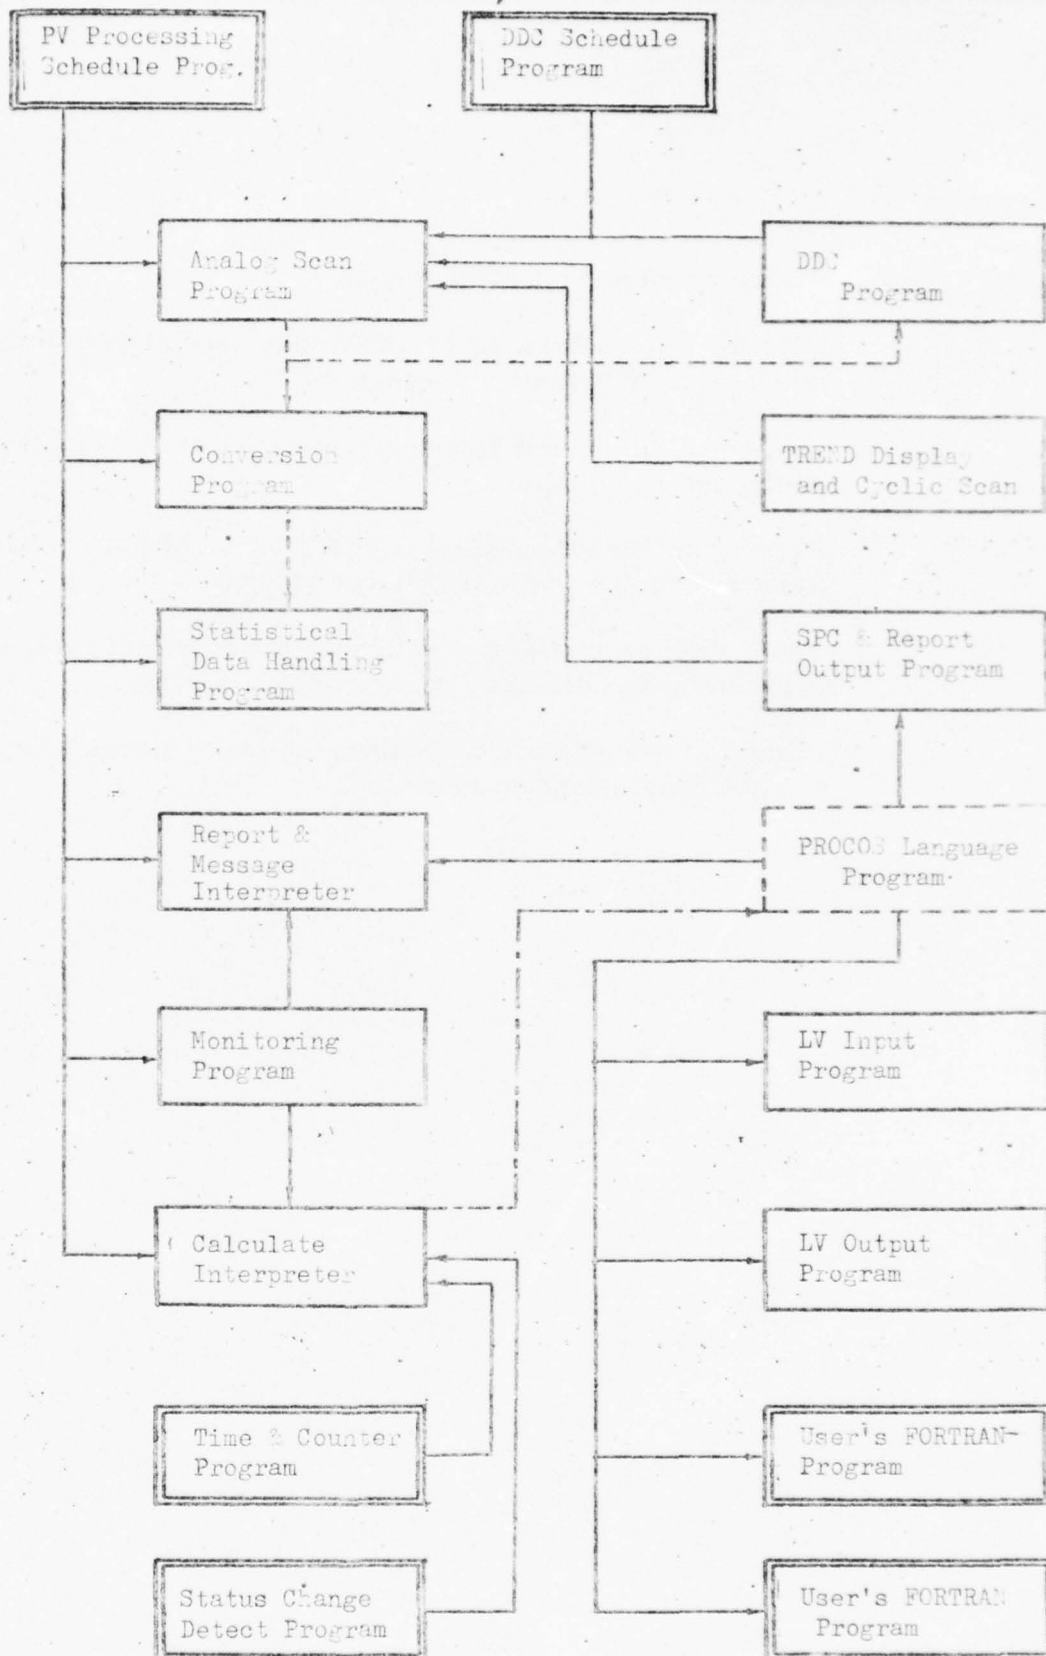 PV Processing
Schedule Prog.
DDC Schedule
Program
Analog Scan
Program
DDC
Program
Conversion
Program
TREND Display
and Cyclic Scan
Statistical
Data Handling
Program
SPC & Report
Output Program
Report &
Message
Interpreter
PROCOS Language
Program
Monitoring
Program
LV Input
Program
Calculate
Interpreter
LV Output
Program
Time & Counter
Program
User's FORTRAN
Program
Status Change
Detect Program
User's FORTRAN
Program